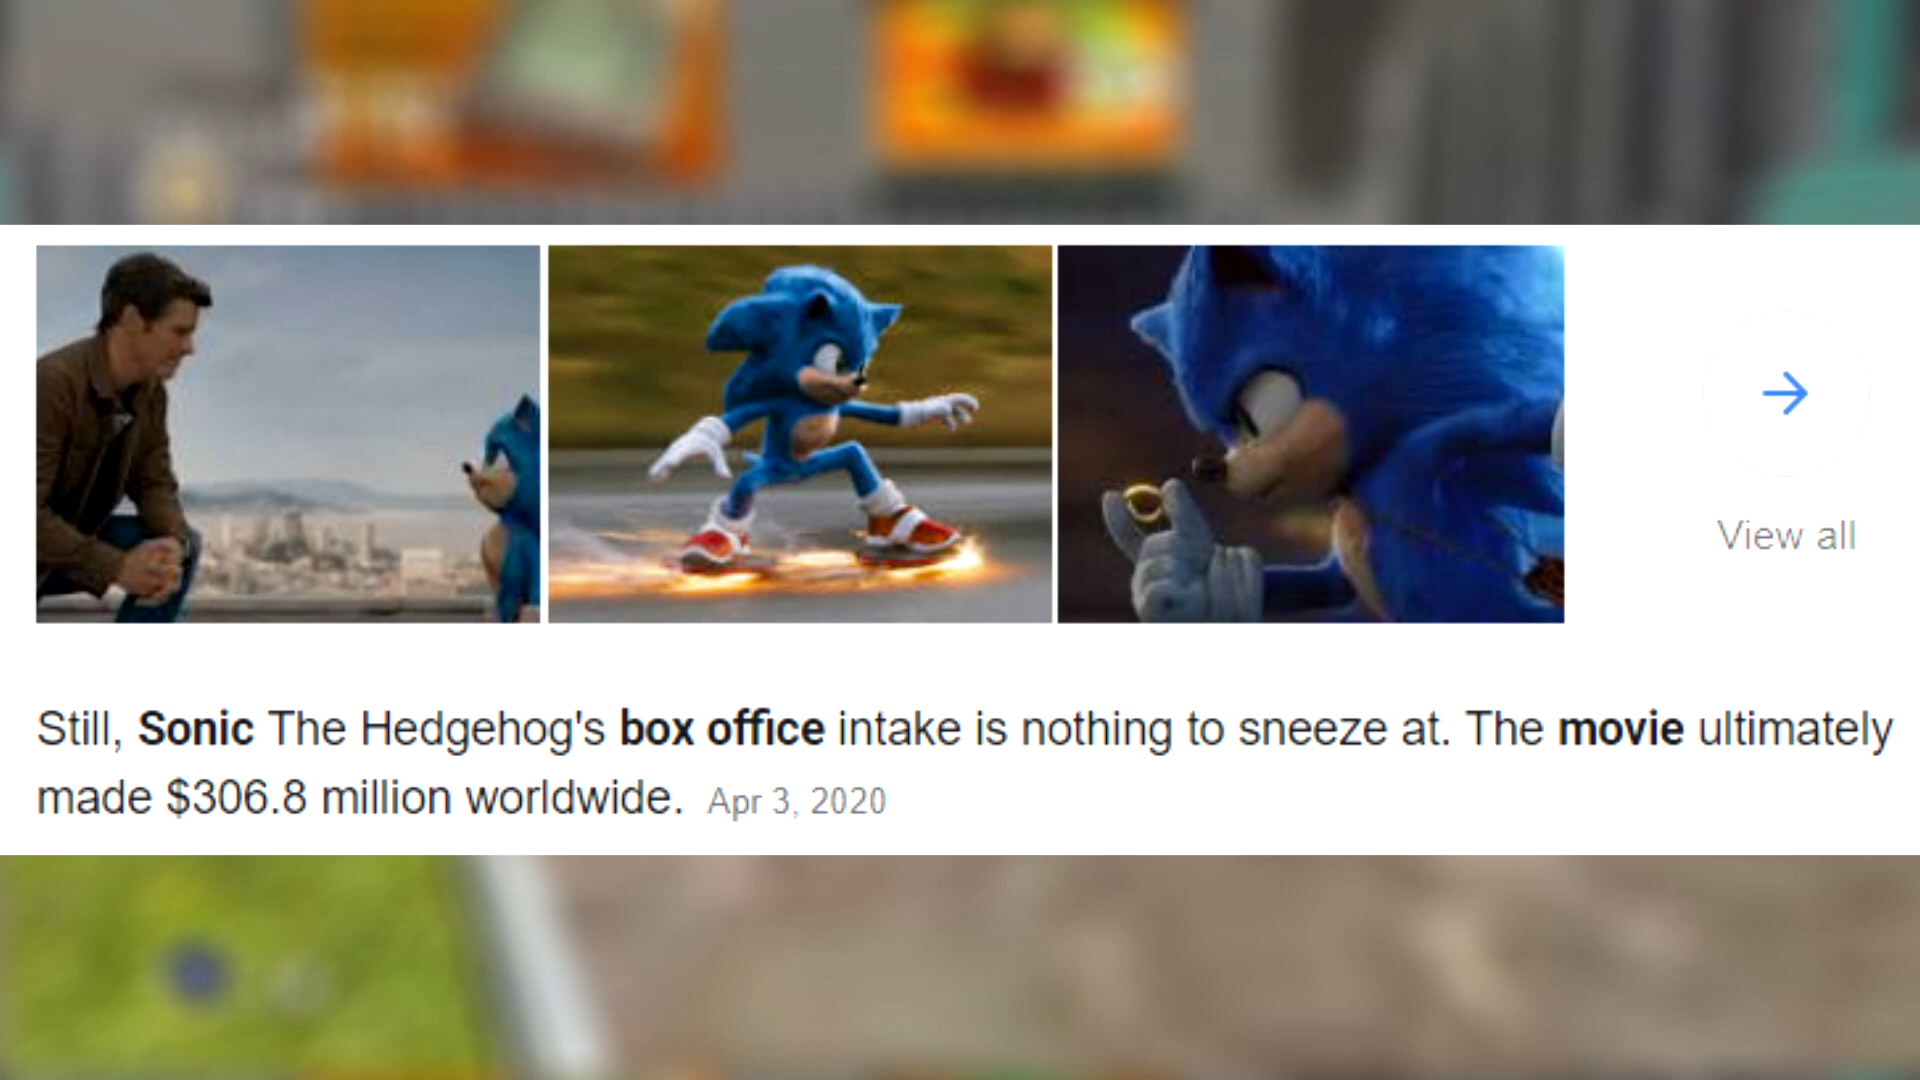 View all
Still, Sonic The Hedgehog's box office intake is nothing to sneeze at. The movie ultimately
made $306.8 million worldwide. Apr 3, 2020